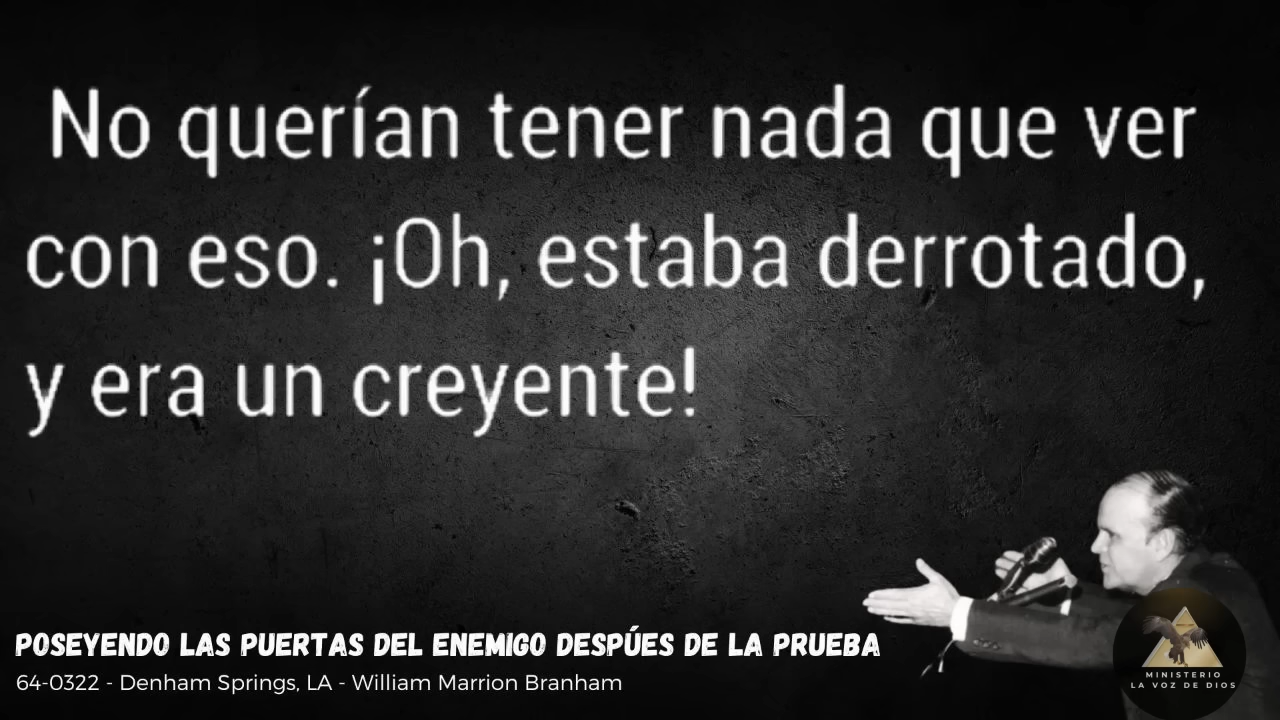 No querían tener nada que ver
con eso. ¡Oh, estaba derrotado,
y era un creyente!
POSEYENDO LAS PUERTAS DEL ENEMIGO DESPÚES DE LA PRUEBA
64-0322 - Denham Springs, LA - William Marrion Branham
MINISTERIO
LA VOZ DE DIOS